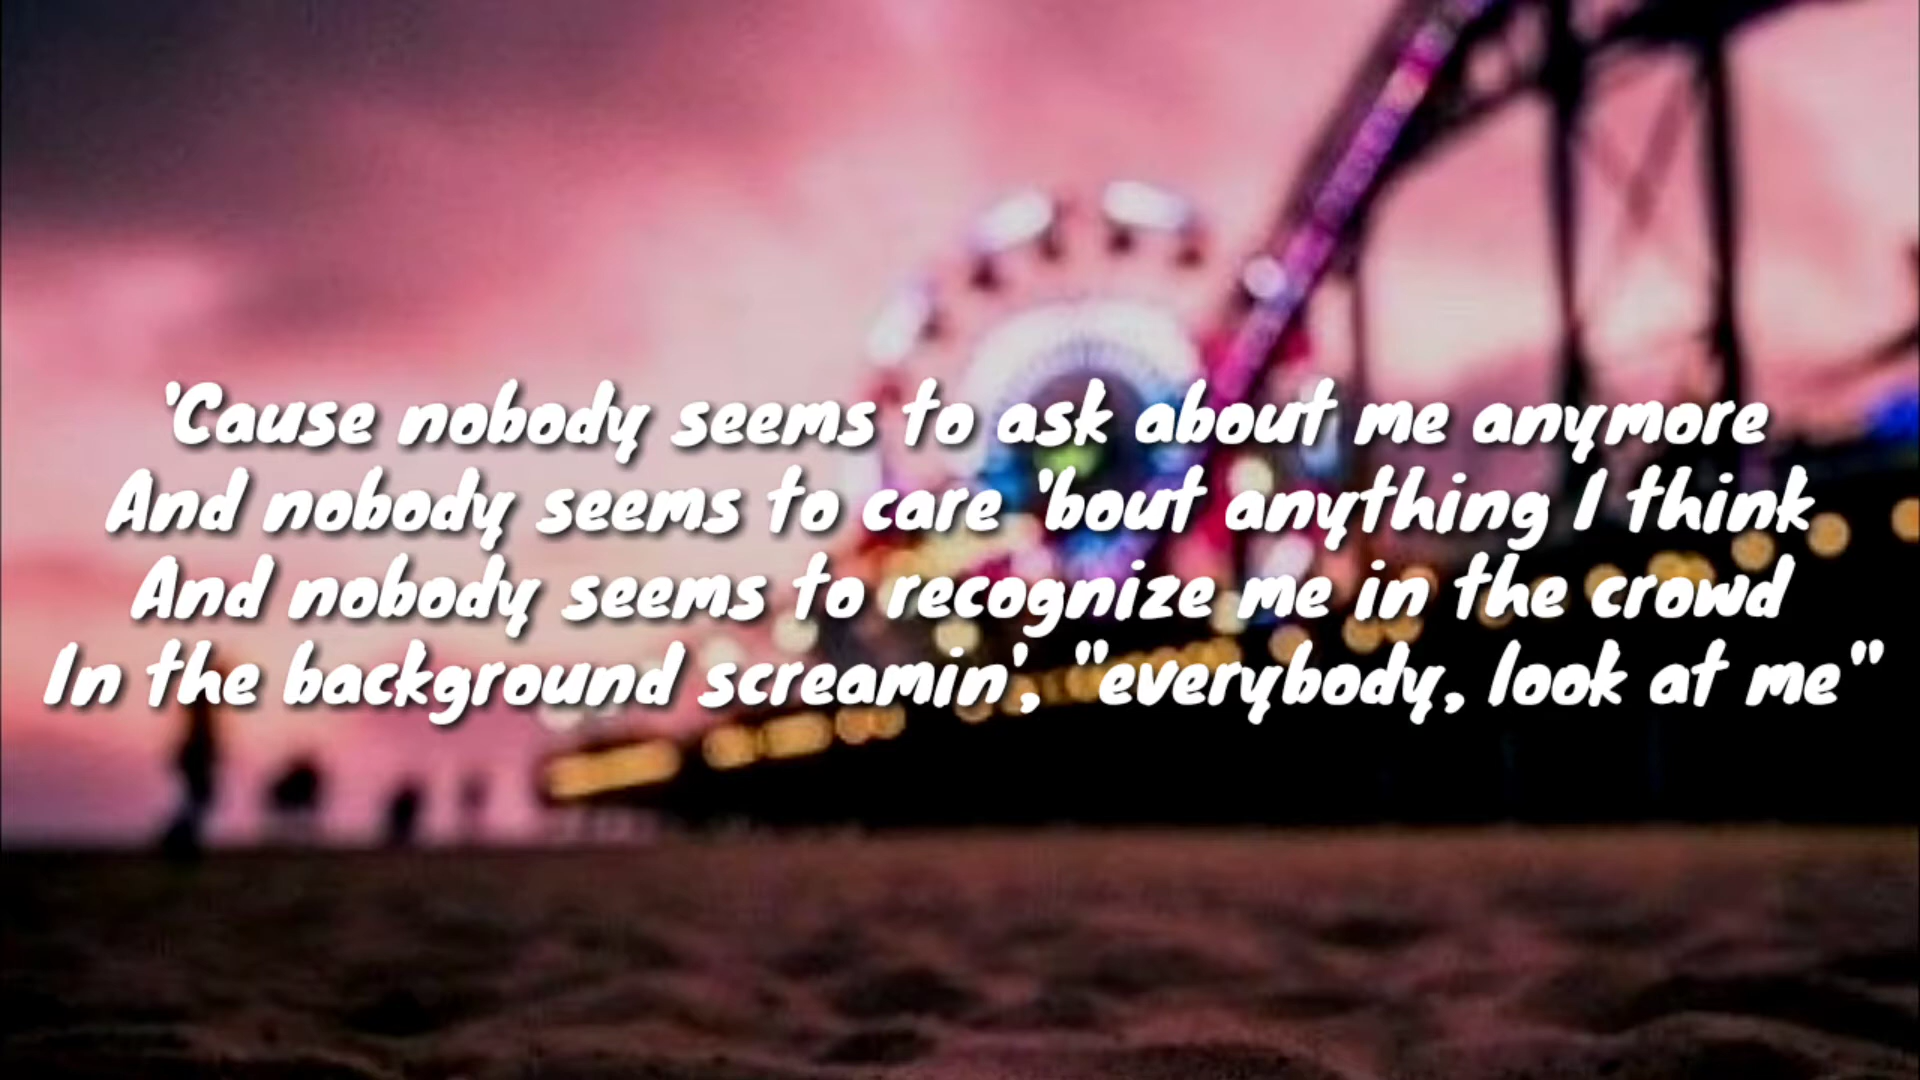 'Cause nobody seems to ask about me anymore
And nobody seems to care 'bout anything I think
And nobody seems to recognize me in the crowd
In the background screamin', "everybody, look at me"